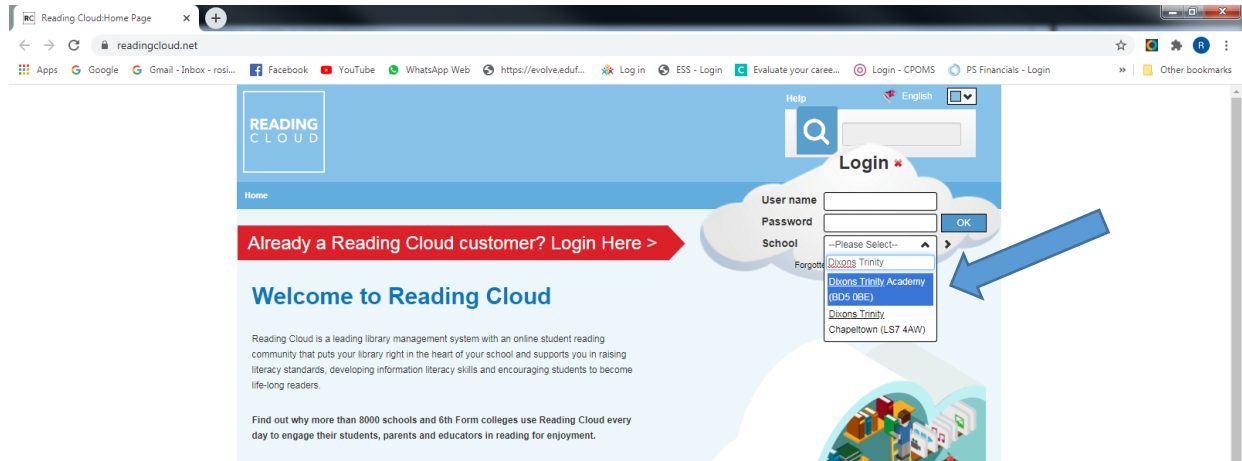 RC Reading Cloud:Home Page
readingcloud.net
Apps Google Gmail - Inbox - rosi... Facebook YouTube WhatsApp Web https://evolve.eduf... Log in ESS - Login Evaluate your caree... Login - CPOMS PS Financials - Login » Other bookmarks
Help English
READING
CLOUD
Login
Home
User name
Password OK
Already a Reading Cloud customer? Login Here >
School --Please Select--
Forgotte
Dixons Trinity
Dixons Trinity Academy
(BD5 0BE)
Dixons Trinity
Chapeltown (LS7 4AW)
Welcome to Reading Cloud
Reading Cloud is a leading library management system with an online student reading
community that puts your library right in the heart of your school and supports you in raising
literacy standards, developing information literacy skills and encouraging students to become
life-long readers.
Find out why more than 8000 schools and 6th Form colleges use Reading Cloud every
day to engage their students, parents and educators in reading for enjoyment.